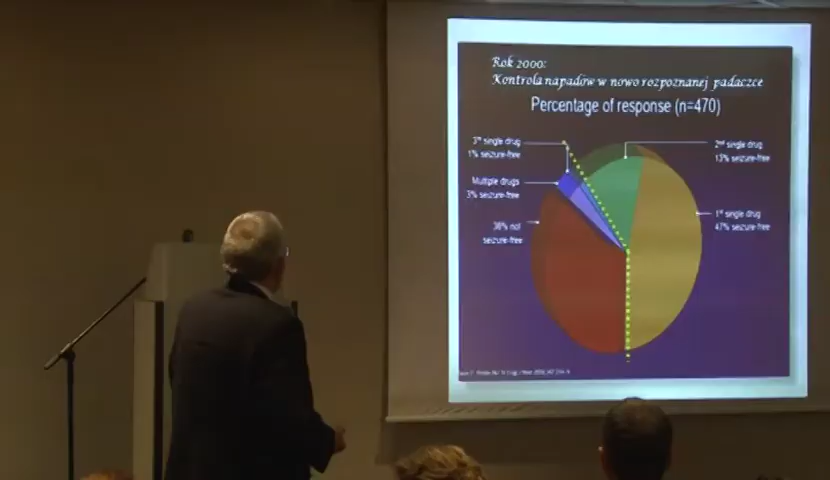 Rok 2000:
Kontrola napadów w nowo rozpoznanej padaczce
Percentage of response (n=470)
3rd single drug
1% seizure-free
Multiple drugs
3% seizure-free
36% not
seizure-free
2nd single drug
13% seizure-free
1st single drug
47% seizure-free